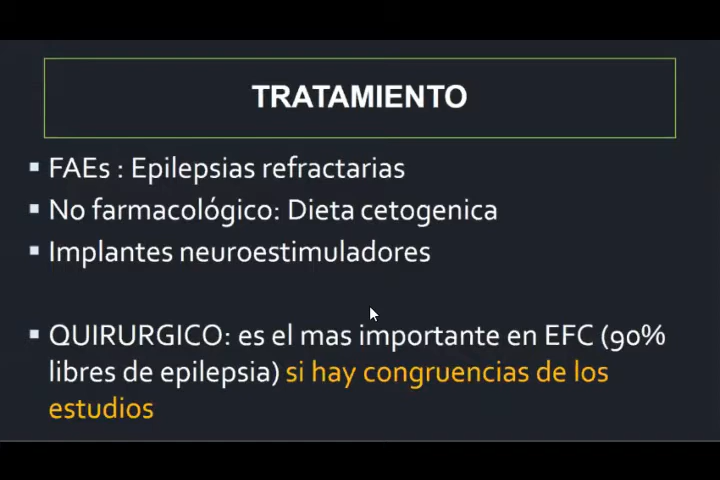 TRATAMIENTO
▪ FAEs : Epilepsias refractarias
▪ No farmacológico: Dieta cetogenica
▪ Implantes neuroestimuladores
▪ QUIRURGICO: es el mas importante en EFC (90%
libres de epilepsia) si hay congruencias de los
estudios